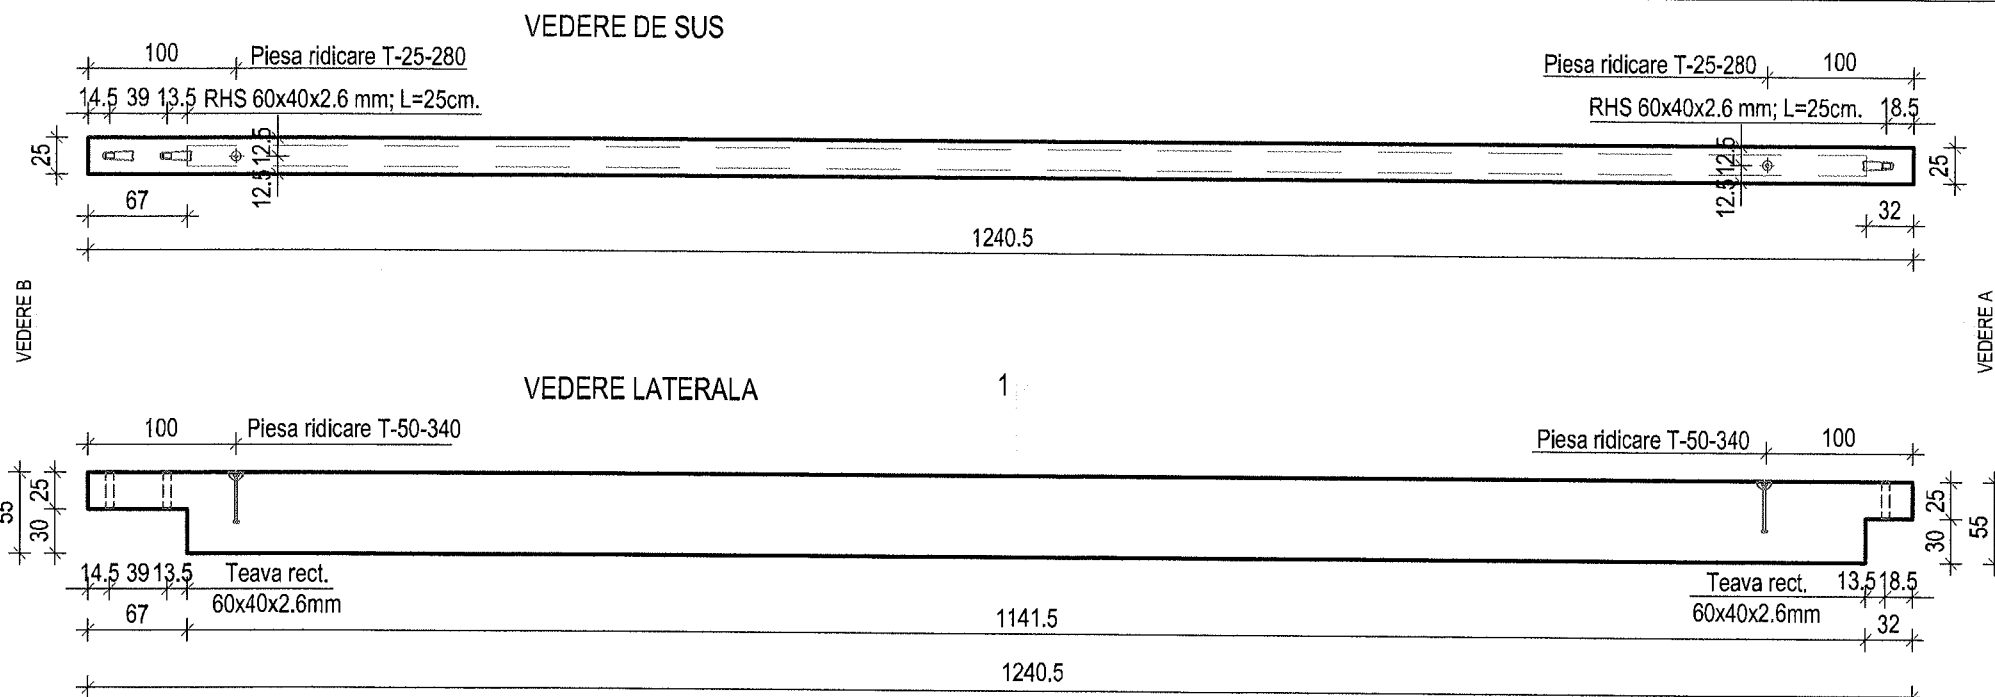 VEDERE DE SUS
100 Piesa ridicare T-25-280
Piesa ridicare T-25-280 100
14.5 39 13.5 RHS 60x40x2.6 mm; L=25cm.
RHS 60x40x2.6 mm; L=25cm. 18.5
25 12.5 12.5
12.5 12.5 25
67
32
1240.5
VEDERE B
VEDERE A
VEDERE LATERALA 1
100 Piesa ridicare T-50-340
Piesa ridicare T-50-340 100
55 25 30
25 30 55
14.5 39 13.5 Teava rect.
60x40x2.6mm
Teava rect. 13.5 18.5
60x40x2.6mm
67
1141.5
32
1240.5